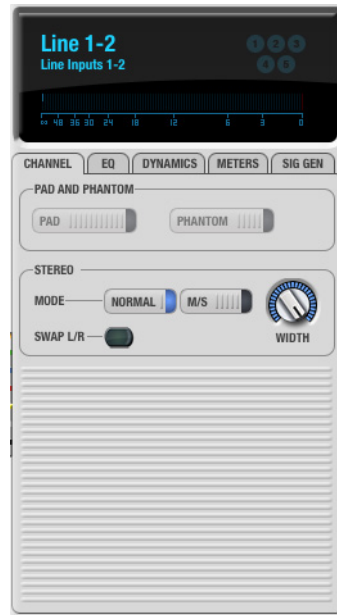 Line 1-2
Line Inputs 1-2
1 2 3
4 5
∞ 48 36 30 24 18 12 6 3 0
CHANNEL EQ DYNAMICS METERS SIG GEN
PAD AND PHANTOM
PAD PHANTOM
STEREO
MODE NORMAL M/S
SWAP L/R WIDTH